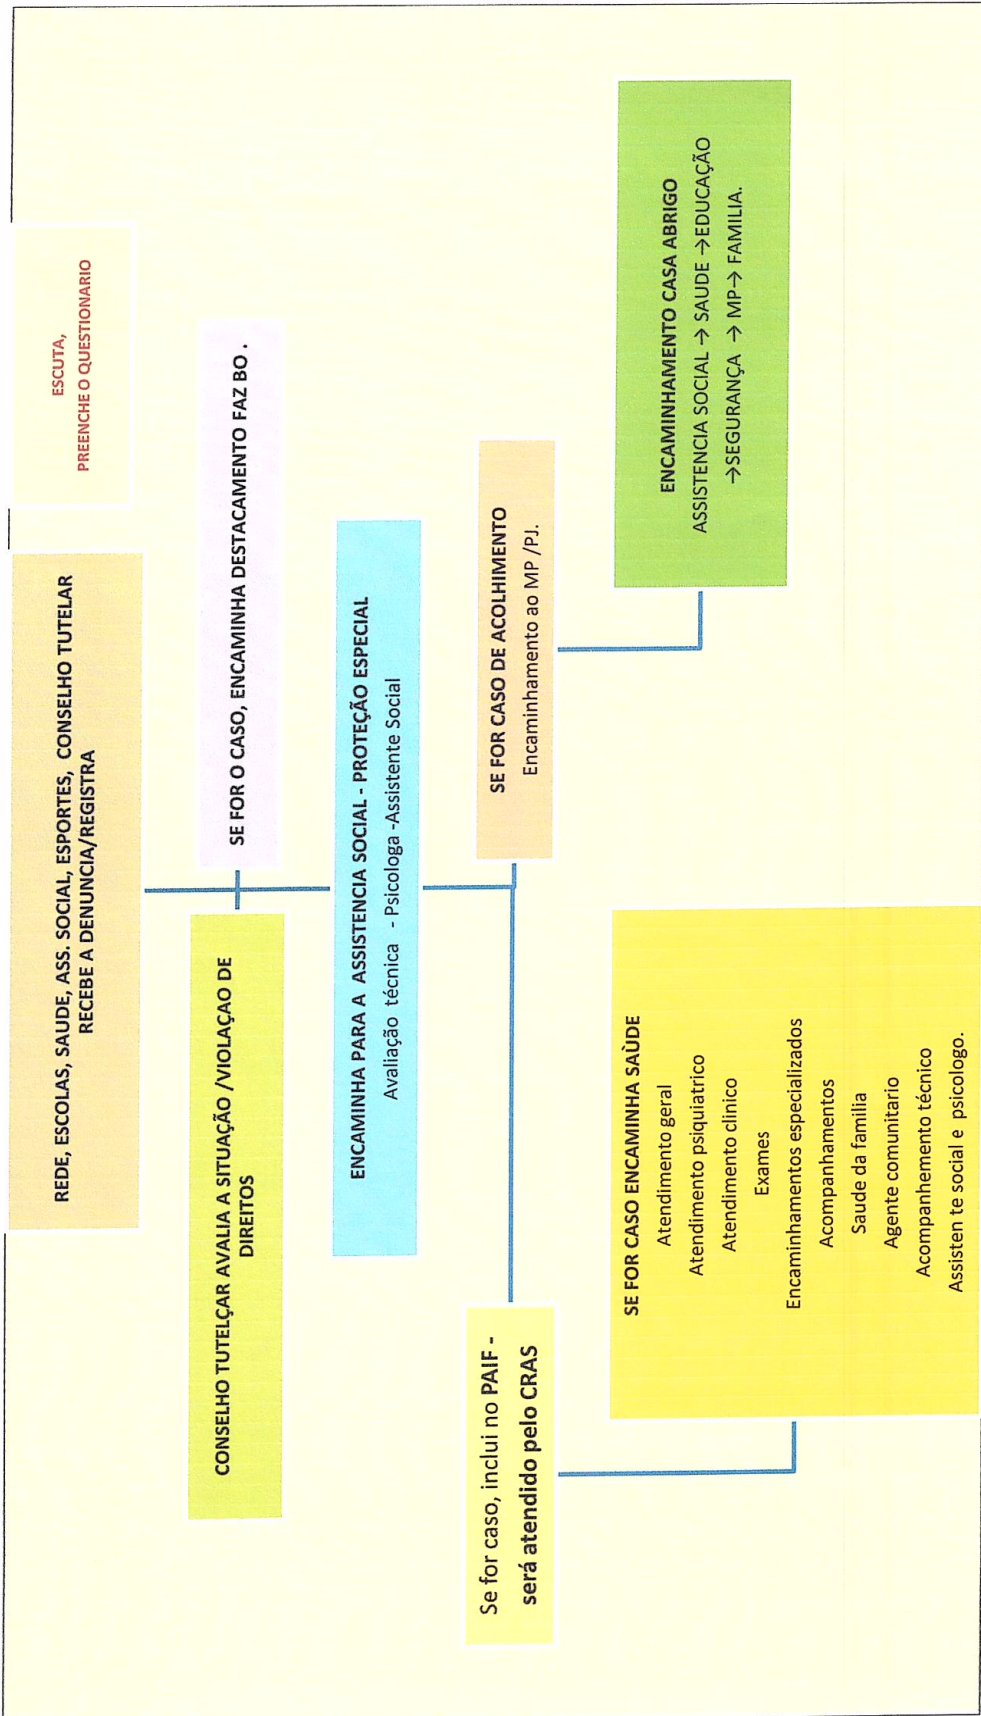 REDE, ESCOLAS, SAUDE, ASS. SOCIAL, ESPORTES, CONSELHO TUTELAR
RECEBE A DENUNCIA/REGISTRA
ESCUTA,
PREENCHE O QUESTIONARIO
CONSELHO TUTELÇAR AVALIA A SITUAÇÃO /VIOLAÇAO DE
DIREITOS
SE FOR O CASO, ENCAMINHA DESTACAMENTO FAZ BO .
ENCAMINHA PARA A ASSISTENCIA SOCIAL - PROTEÇÃO ESPECIAL
Avaliação técnica - Psicologa -Assistente Social
Se for caso, inclui no PAIF -
será atendido pelo CRAS
SE FOR CASO DE ACOLHIMENTO
Encaminhamento ao MP /PJ.
SE FOR CASO ENCAMINHA SAÙDE
Atendimento geral
Atendimento psiquiatrico
Atendimento clinico
Exames
Encaminhamentos especializados
Acompanhamentos
Saude da familia
Agente comunitario
Acompanhemento técnico
Assisten te social e psicologo.
ENCAMINHAMENTO CASA ABRIGO
ASSISTENCIA SOCIAL → SAUDE →EDUCAÇÃO
→SEGURANÇA → MP→ FAMILIA.